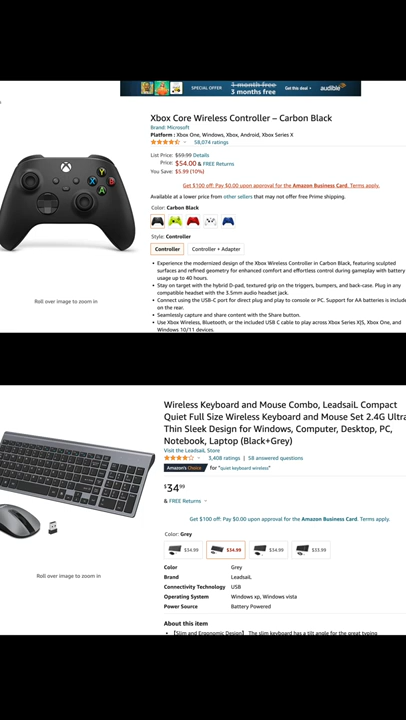 SPECIAL OFFER
1 month free
3 months free
Get this deal
audible
Xbox Core Wireless Controller – Carbon Black
Brand: Microsoft
Platform : Xbox One, Windows, Xbox, Android, Xbox Series X
58,074 ratings
List Price: $59.99 Details
Price: $54.00 & FREE Returns
You Save: $5.99 (10%)
Get $100 off: Pay $0.00 upon approval for the Amazon Business Card. Terms apply.
Available at a lower price from other sellers that may not offer free Prime shipping.
Color: Carbon Black
Style: Controller
Controller
Controller + Adapter
• Experience the modernized design of the Xbox Wireless Controller in Carbon Black, featuring sculpted
surfaces and refined geometry for enhanced comfort and effortless control during gameplay with battery
usage up to 40 hours.
• Stay on target with the hybrid D-pad, textured grip on the triggers, bumpers, and back-case. Plug in any
compatible headset with the 3.5mm audio headset jack.
• Connect using the USB-C port for direct plug and play to console or PC. Support for AA batteries is include
on the rear.
• Seamlessly capture and share content with the Share button.
• Use Xbox Wireless, Bluetooth, or the included USB C cable to play across Xbox Series X|S, Xbox One, and
Windows 10/11 devices.
Y
X
B
A
Roll over image to zoom in
Wireless Keyboard and Mouse Combo, LeadsaiL Compact
Quiet Full Size Wireless Keyboard and Mouse Set 2.4G Ultra
Thin Sleek Design for Windows, Computer, Desktop, PC,
Notebook, Laptop (Black+Grey)
Visit the LeadsaiL Store
3,408 ratings | 58 answered questions
Amazon's Choice for "quiet keyboard wireless"
$34 99
& FREE Returns
Get $100 off: Pay $0.00 upon approval for the Amazon Business Card. Terms apply.
Color: Grey
$34.99
$34.99
$34.99
$33.99
Color Grey
Brand LeadsaiL
Connectivity Technology USB
Operating System Windows xp, Windows vista
Power Source Battery Powered
Roll over image to zoom in
About this item
• 【Slim and Ergonomic Design】 The slim keyboard has a tilt angle for the great typing